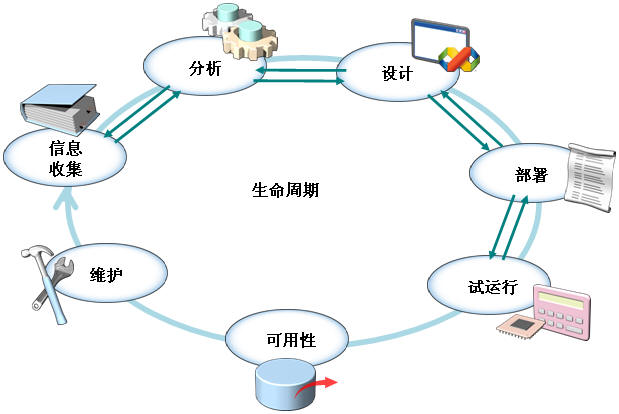 分析
设计
信息
收集
部署
生命周期
维护
试运行
可用性